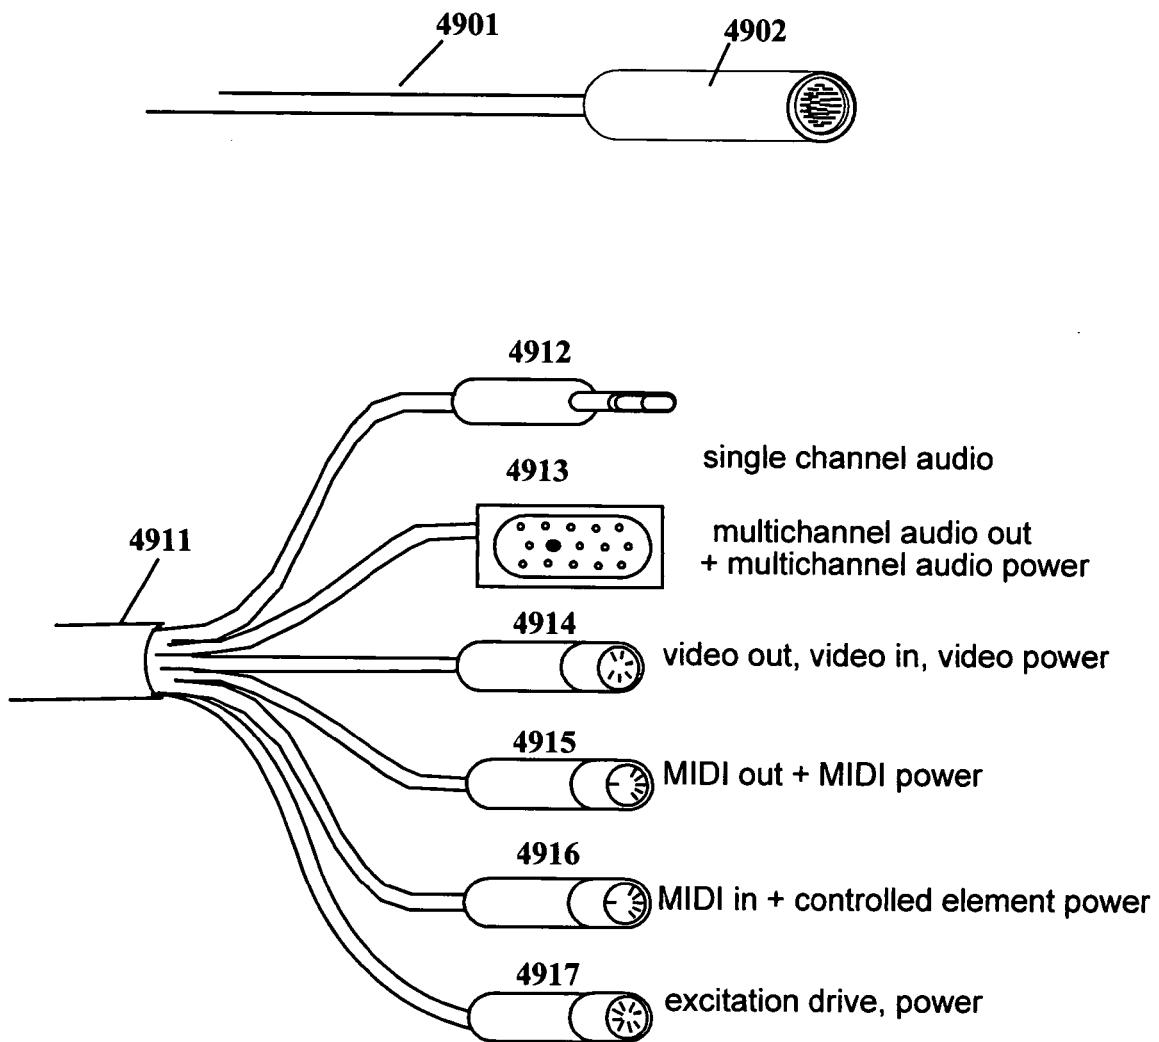 4901
4902
4912
single channel audio
4913
multichannel audio out
+ multichannel audio power
4911
4914
video out, video in, video power
4915
MIDI out + MIDI power
4916
MIDI in + controlled element power
4917
excitation drive, power